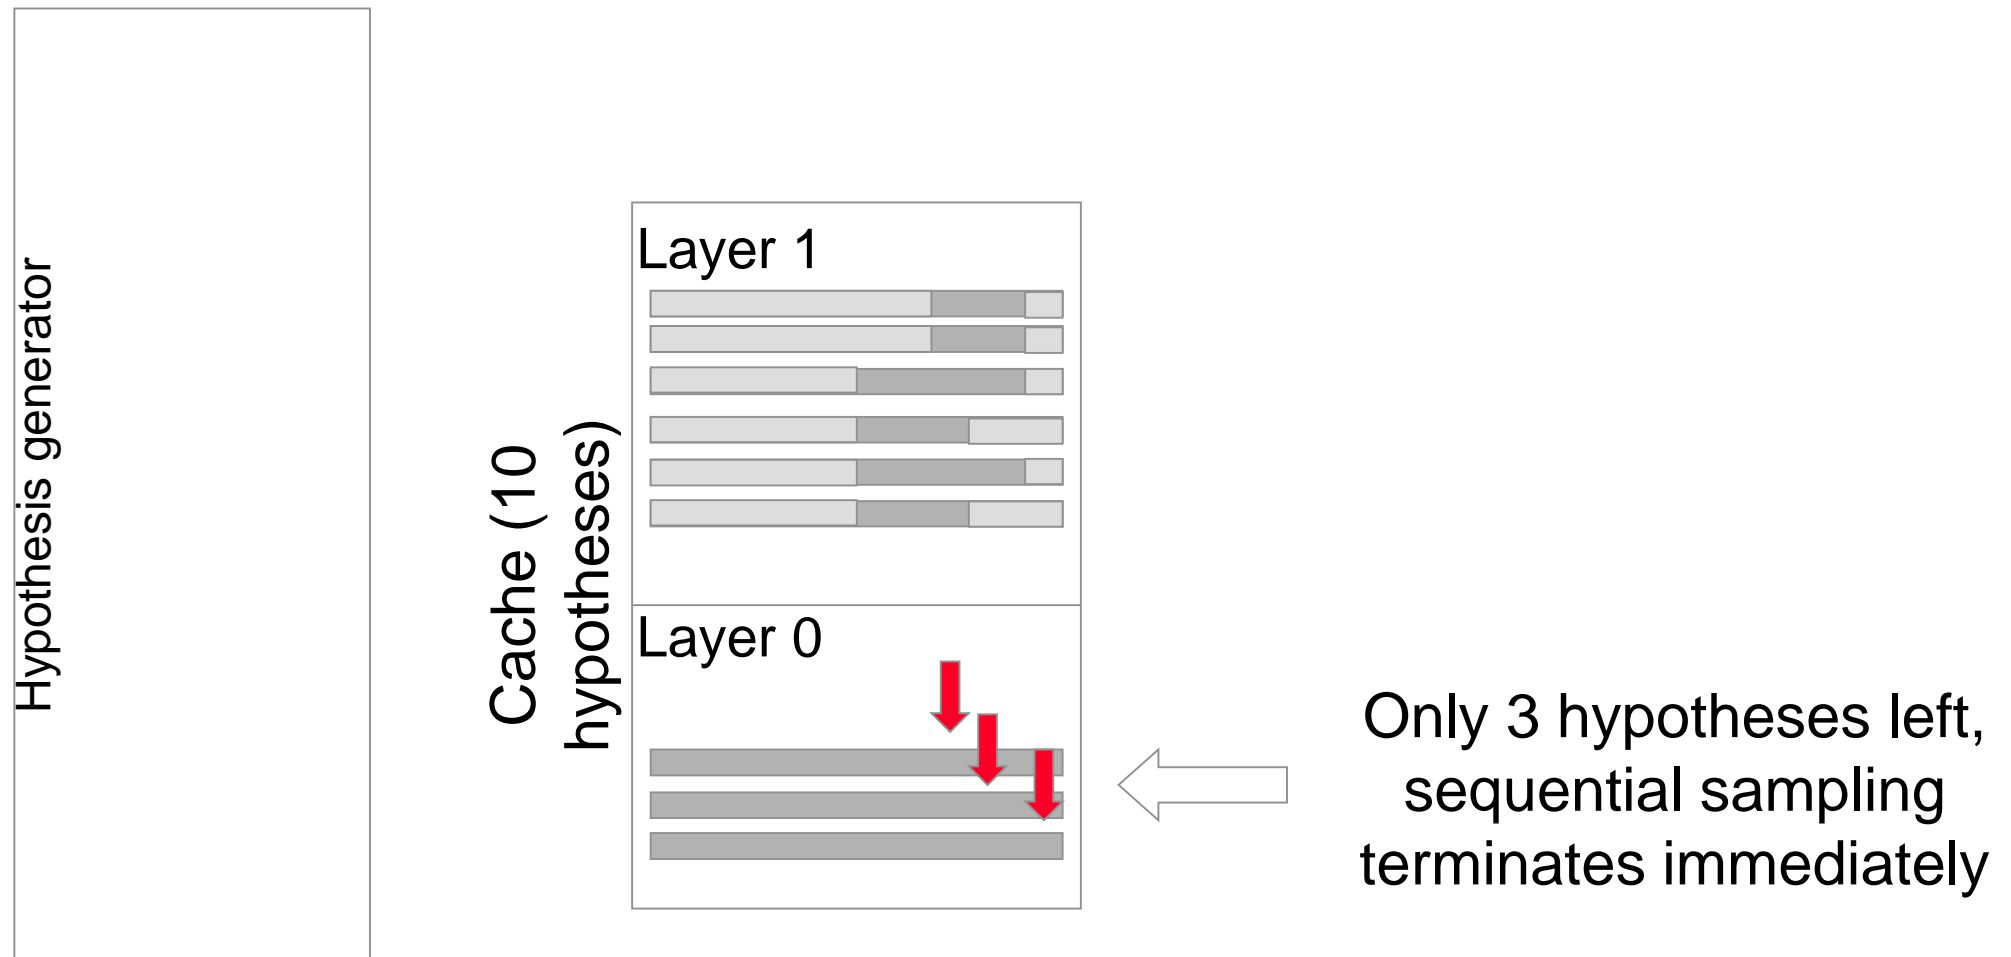 Hypothesis generator
Cache (10
hypotheses)
Layer 1
Layer 0
Only 3 hypotheses left,
sequential sampling
terminates immediately